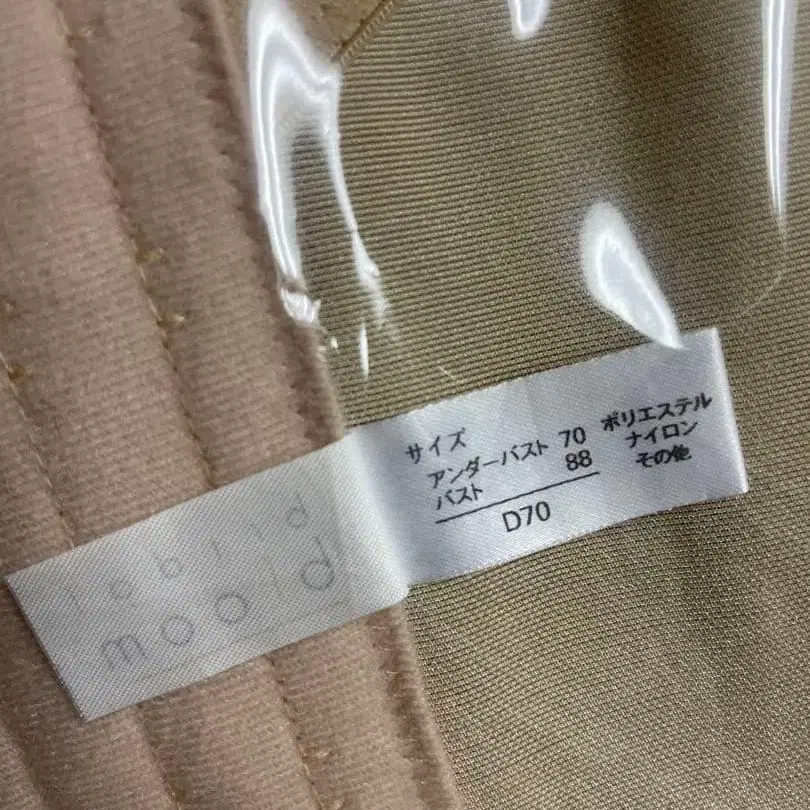 サイズ
アンダーバスト 70
バスト 88
D70
ポリエステル
ナイロン
その他